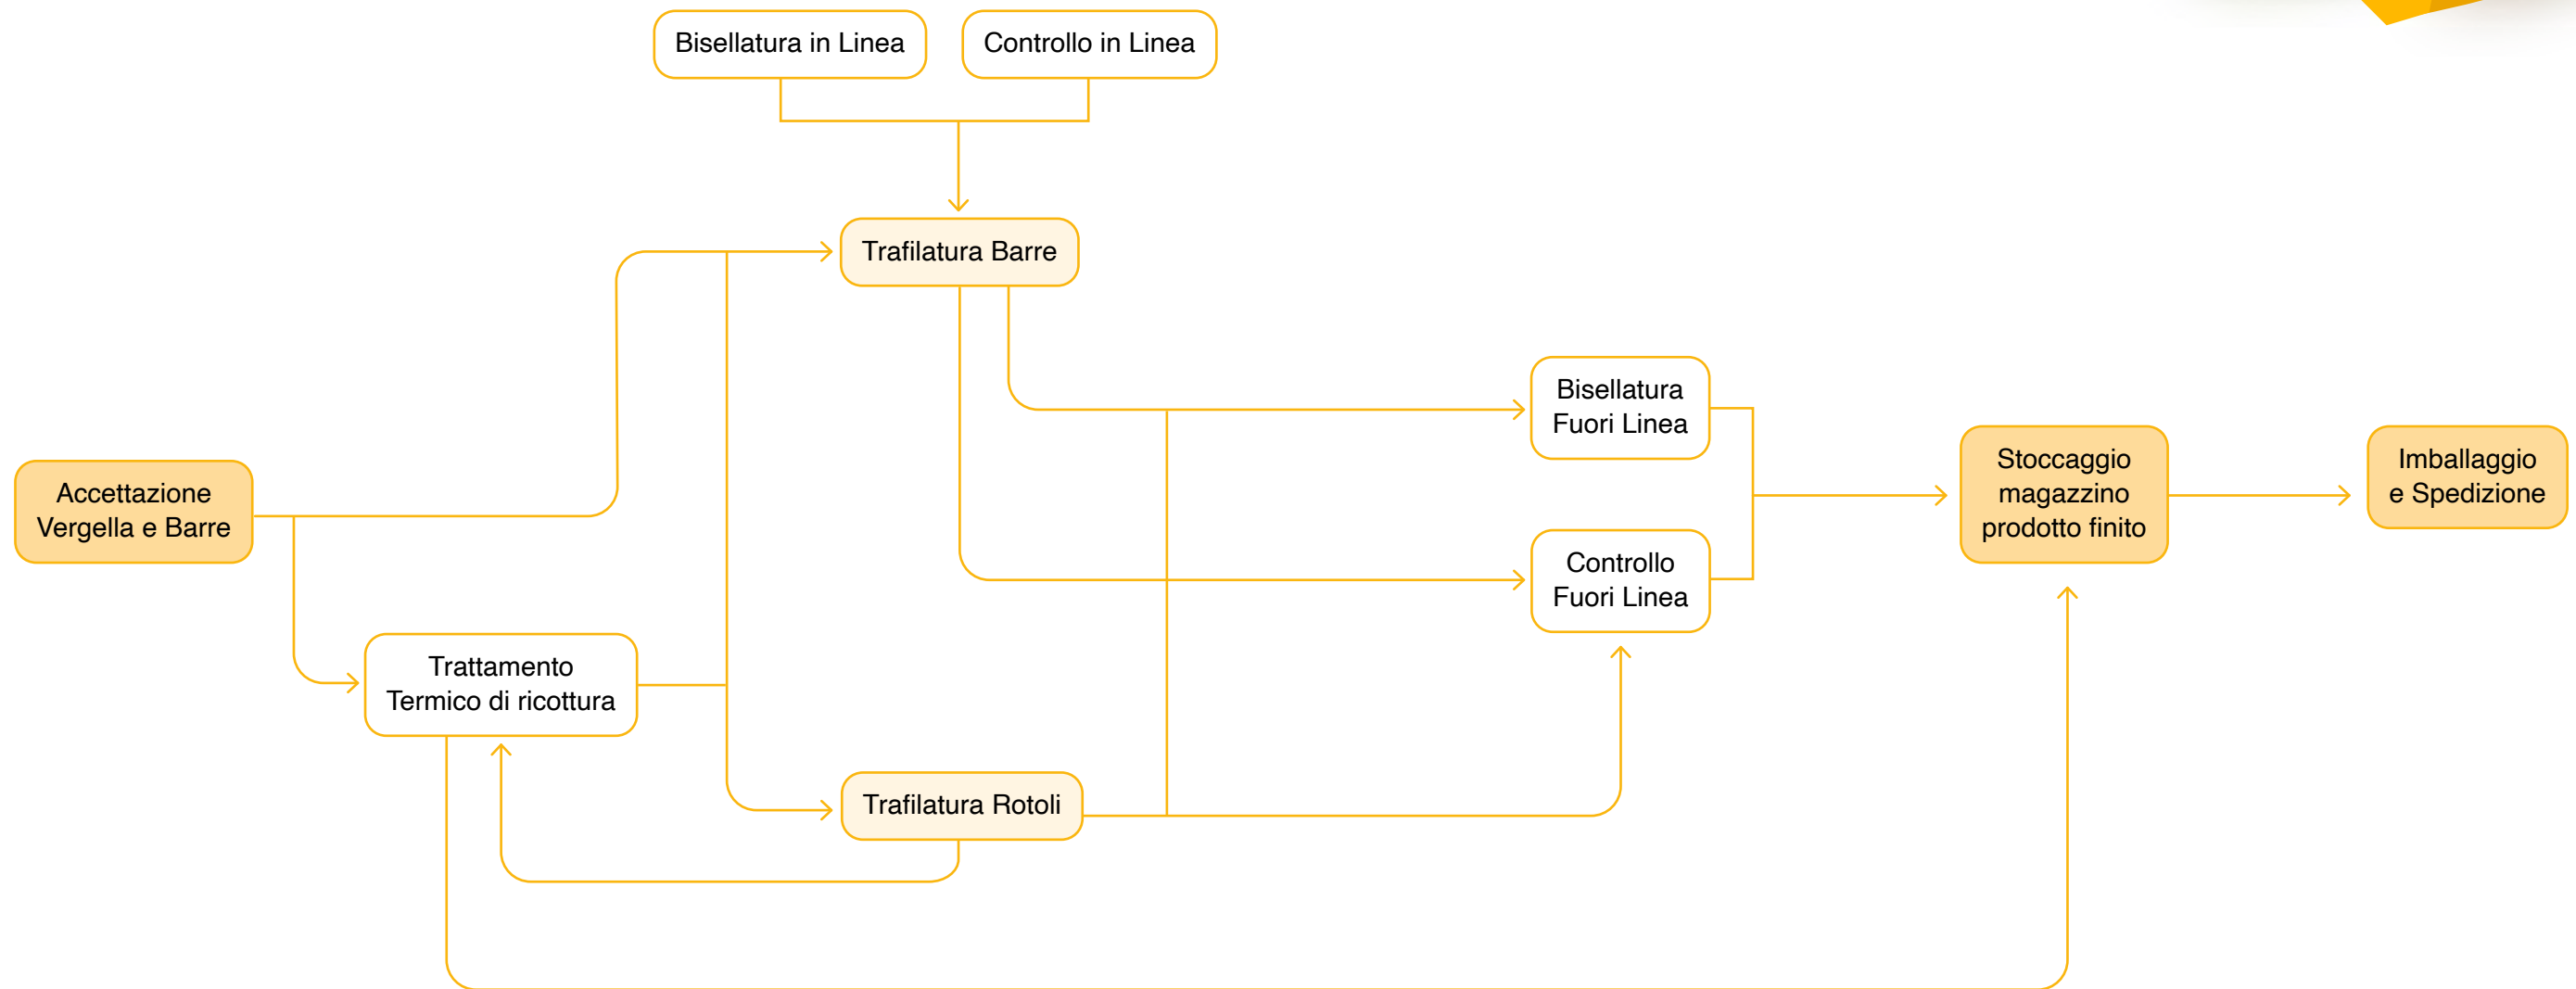 Bisellatura in Linea
Controllo in Linea
Trafilatura Barre
Bisellatura
Fuori Linea
Accettazione
Vergella e Barre
Stoccaggio
magazzino
prodotto finito
Imballaggio
e Spedizione
Controllo
Fuori Linea
Trattamento
Termico di ricottura
Trafilatura Rotoli